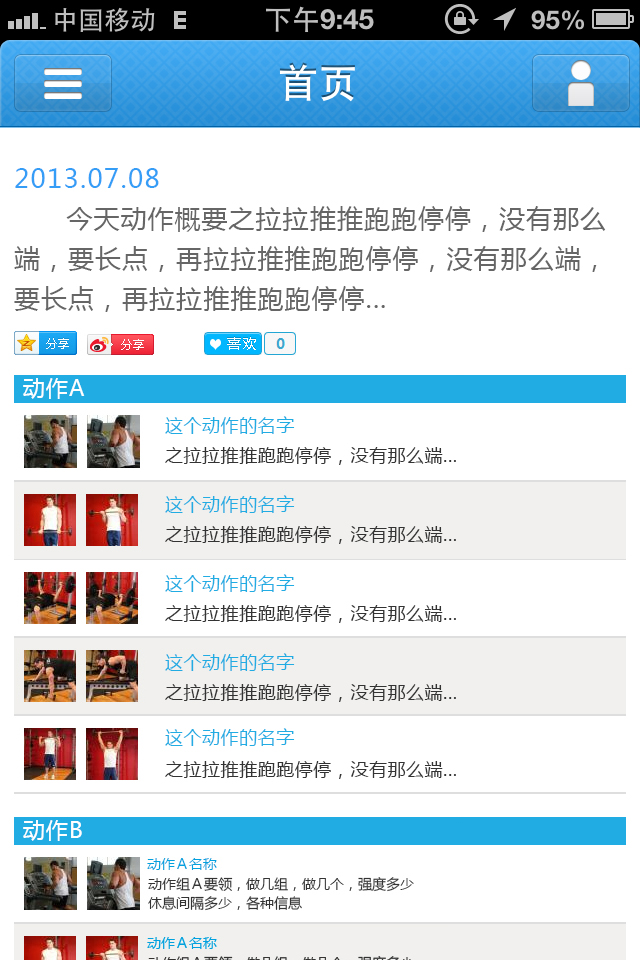 中国移动 E 下午9:45 95%
首页
2013.07.08
今天动作概要之拉拉推推跑跑停停，没有那么
端，要长点，再拉拉推推跑跑停停，没有那么端，
要长点，再拉拉推推跑跑停停...
分享 分享 喜欢 0
动作A
这个动作的名字
之拉拉推推跑跑停停，没有那么端...
这个动作的名字
之拉拉推推跑跑停停，没有那么端...
这个动作的名字
之拉拉推推跑跑停停，没有那么端...
这个动作的名字
之拉拉推推跑跑停停，没有那么端...
这个动作的名字
之拉拉推推跑跑停停，没有那么端...
动作B
动作A名称
动作组A要领，做几组，做几个，强度多少
休息间隔多少，各种信息
动作A名称